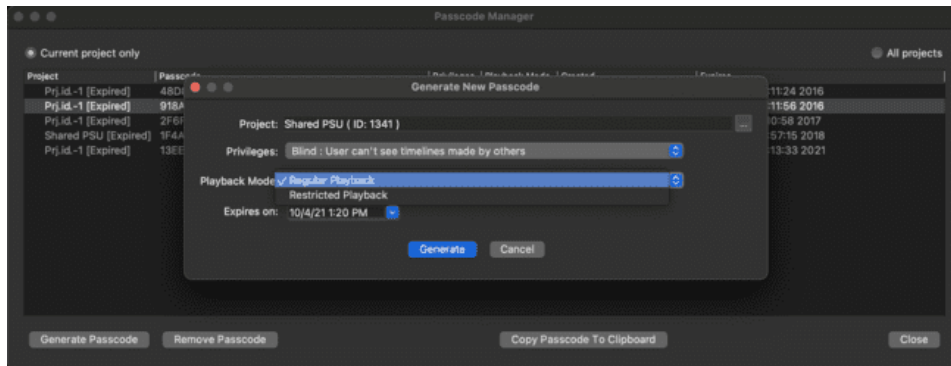 Passcode Manager
Current project only
All projects
Project
Prj.id.-1 [Expired]
Generate New Passcode
11:24 2016
Prj.id.-1 [Expired] 918A
11:56 2016
Prj.id.-1 [Expired]
Project: Shared PSU ( ID: 1341 ) ...
0:58 2017
Shared PSU [Expired] 1F4A
57:15 2018
Privileges: Blind : User can't see timelines made by others
Prj.id.-1 [Expired] 13EE
13:33 2021
Playback Mode ✓ Regular Playback
Restricted Playback
Expires on: 10/4/21 1:20 PM
Generate Cancel
Generate Passcode Remove Passcode Copy Passcode To Clipboard Close